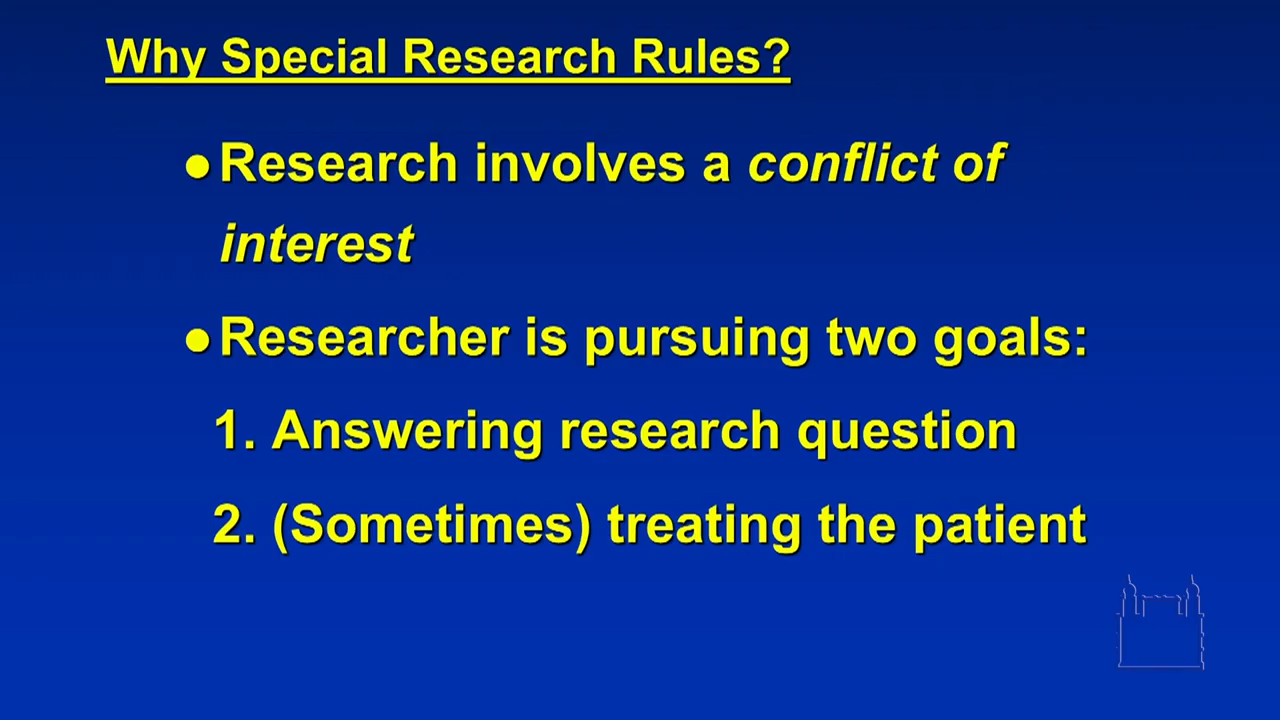 Why Special Research Rules?
●Research involves a conflict of
interest
●Researcher is pursuing two goals:
1. Answering research question
2. (Sometimes) treating the patient